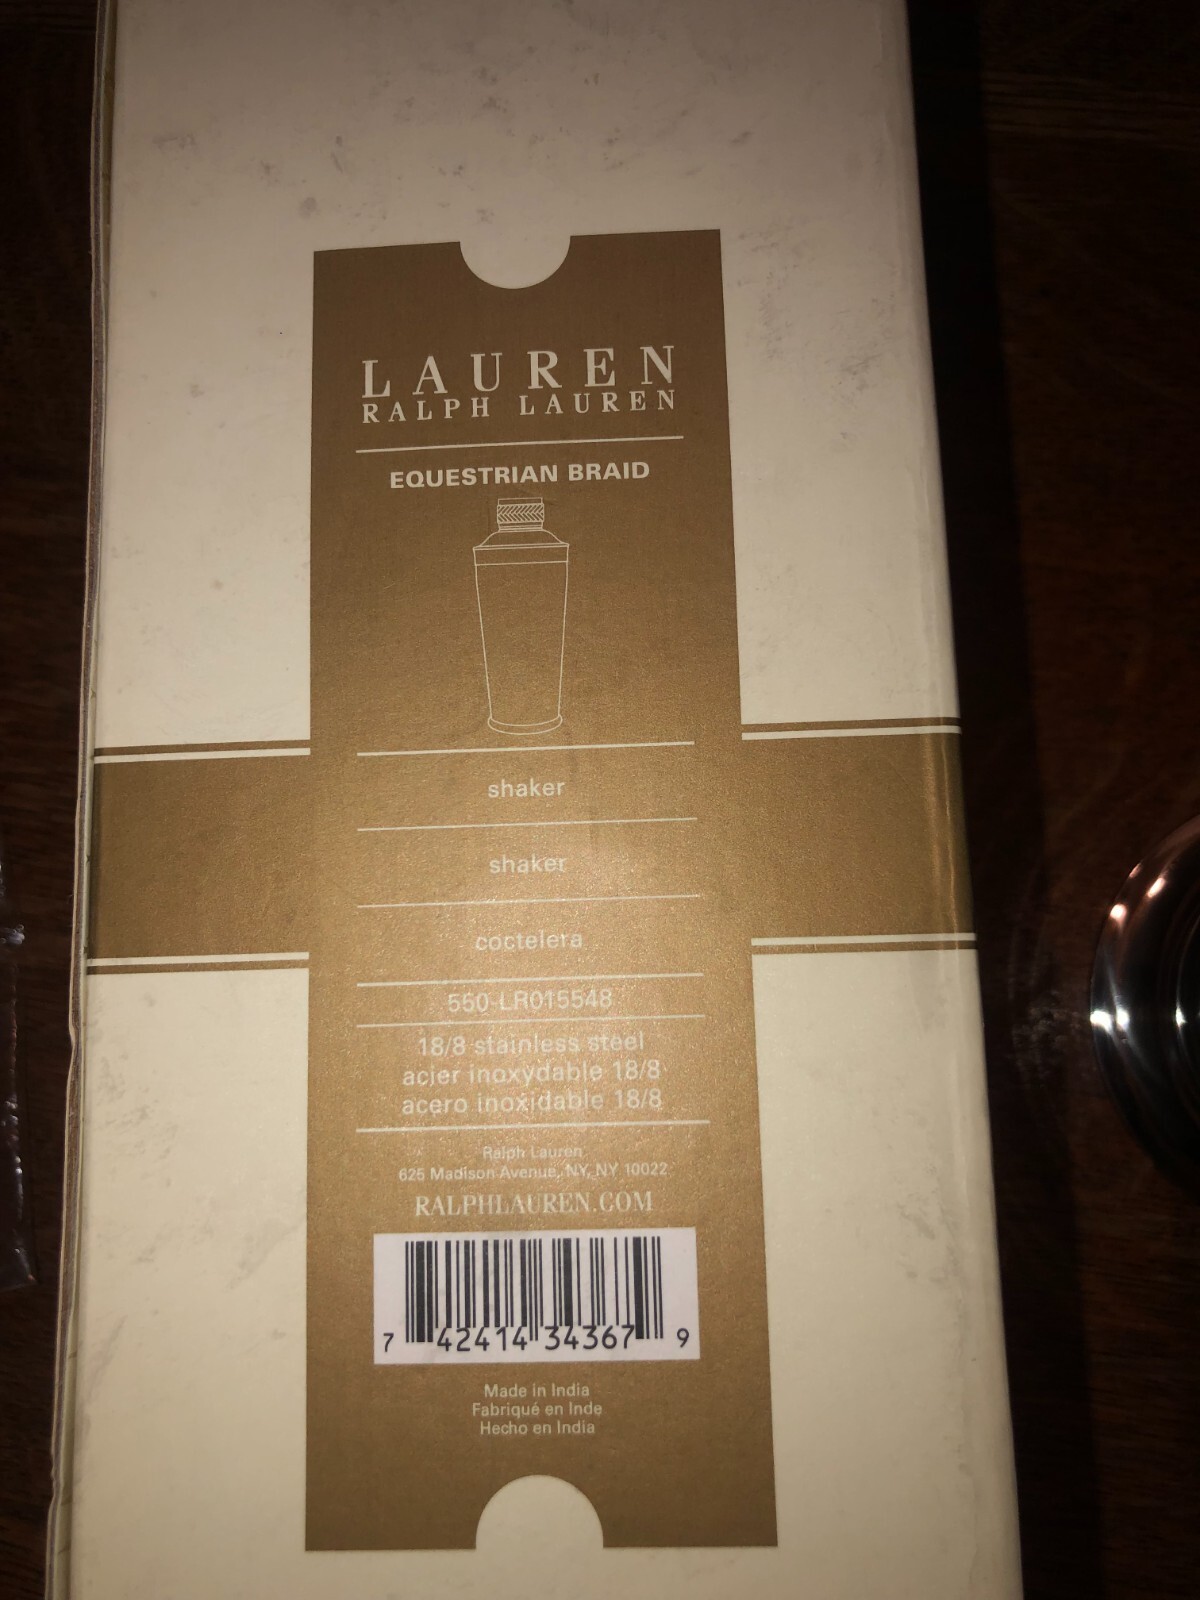 LAUREN
RALPH LAUREN
EQUESTRIAN BRAID
shaker
shaker
coctelera
550-LR015548
18/8 stainless steel
acier inoxydable 18/8
acero inoxidable 18/8
Ralph Lauren
625 Madison Avenue, NY, NY 10022
RALPHLAUREN.COM
7 42414 34367 9
Made in India
Fabriqué en Inde
Hecho en India